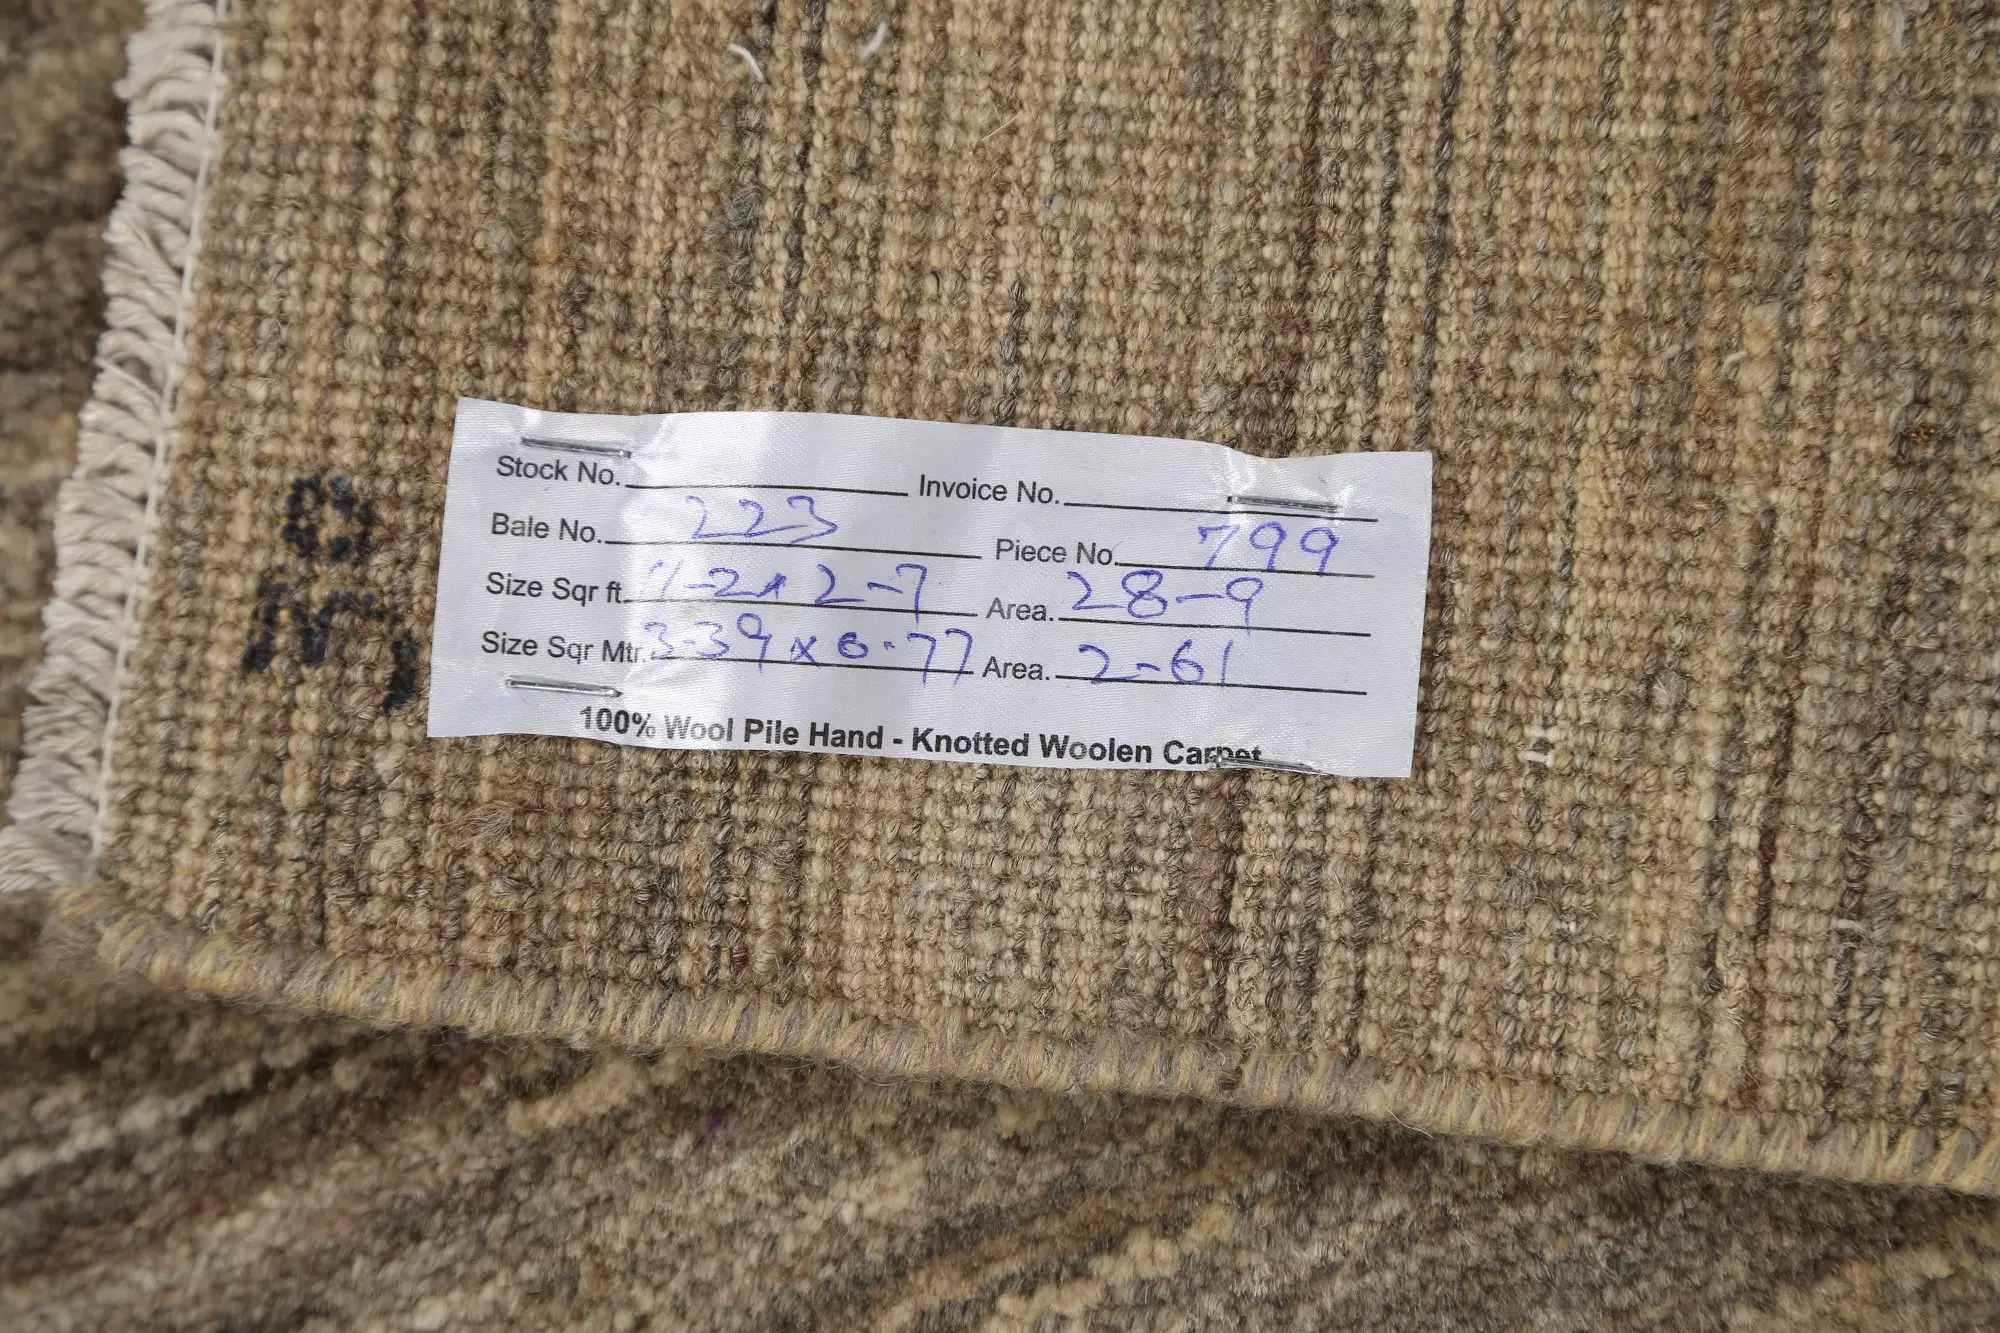 Stock No. Invoice No.
Bale No. 223 Piece No. 799
Size Sqr ft. 11-2 x 2-7 Area. 28-9
Size Sqr Mtr. 3-39 x 0-77 Area. 2-61
100% Wool Pile Hand - Knotted Woolen Carpet